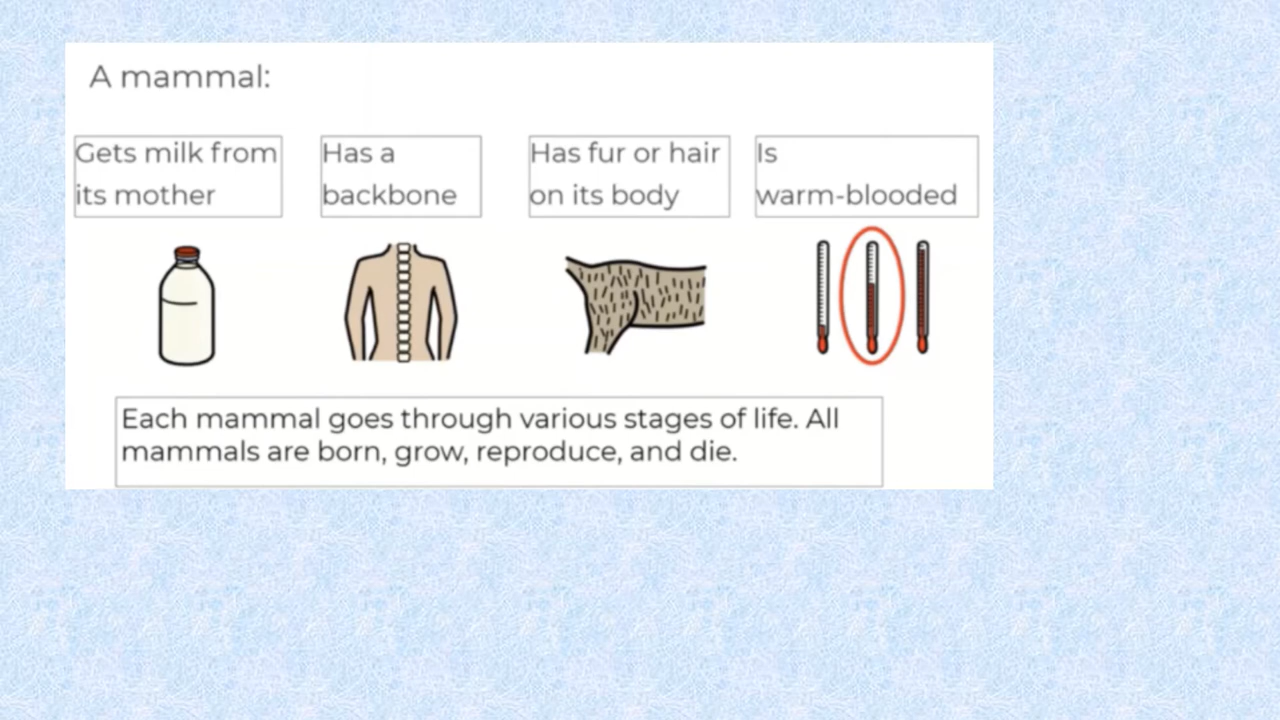 A mammal:
Gets milk from
its mother
Has a
backbone
Has fur or hair
on its body
Is
warm-blooded
Each mammal goes through various stages of life. All
mammals are born, grow, reproduce, and die.